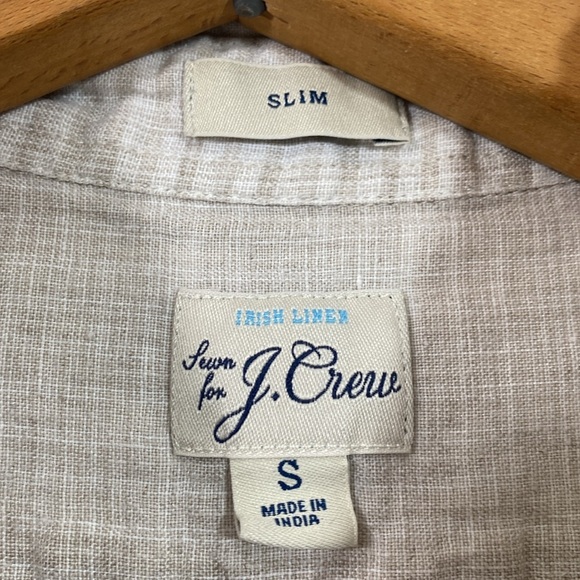 SLIM
IRISH LINEN
Sewn
for J.Crew
S
MADE IN
INDIA